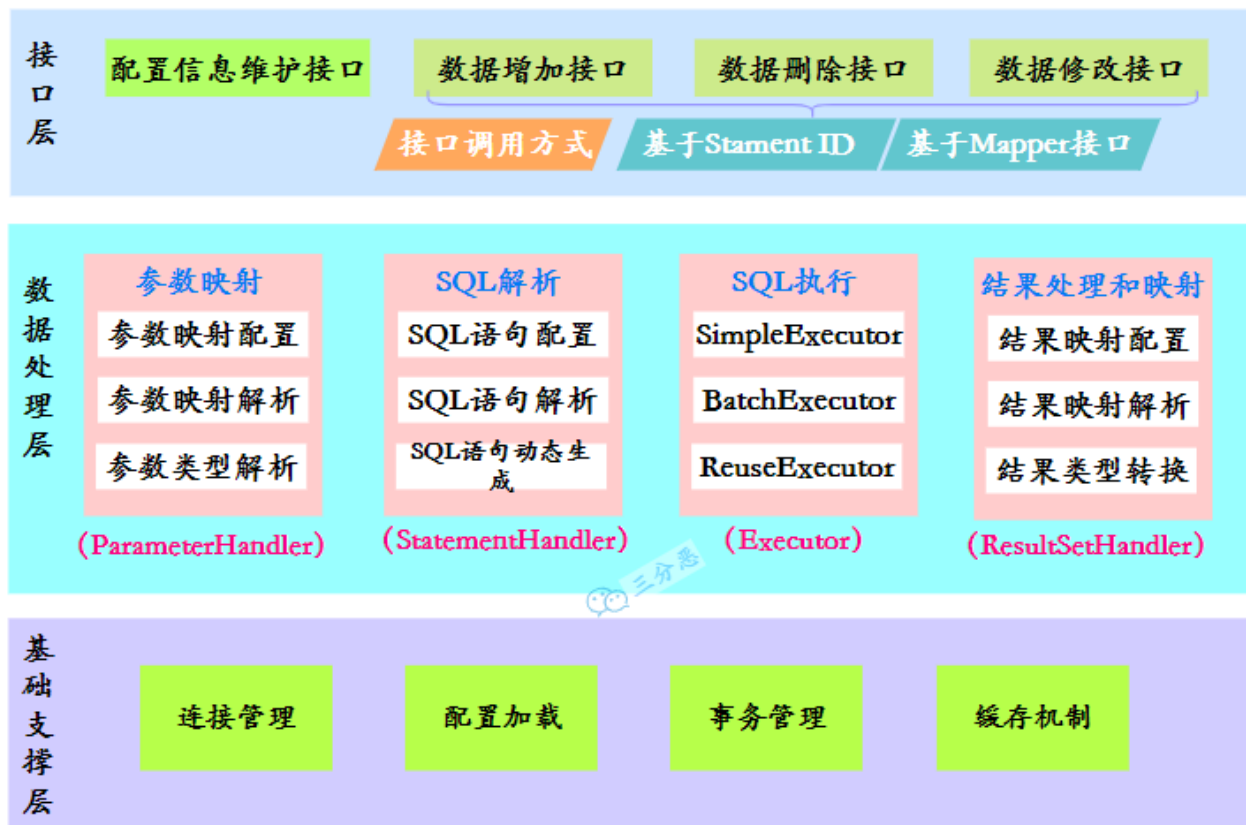 接口层
配置信息维护接口
数据增加接口
数据删除接口
数据修改接口
接口调用方式
基于Stament ID
基于Mapper接口
数据处理层
参数映射
参数映射配置
参数映射解析
参数类型解析
(ParameterHandler)
SQL解析
SQL语句配置
SQL语句解析
SQL语句动态生
成
(StatementHandler)
SQL执行
SimpleExecutor
BatchExecutor
ReuseExecutor
(Executor)
结果处理和映射
结果映射配置
结果映射解析
结果类型转换
(ResultSetHandler)
三分恶
基础支撑层
连接管理
配置加载
事务管理
缓存机制